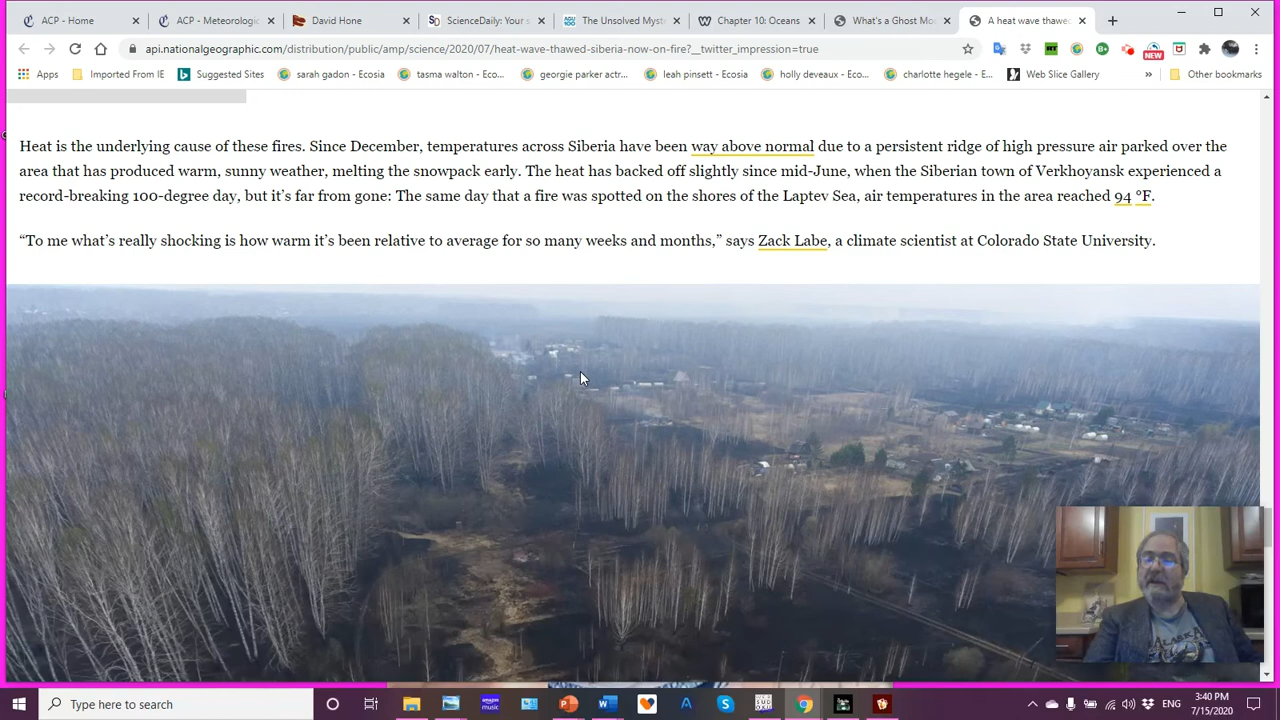 ACP - Home
ACP - Meteorologic
David Hone
ScienceDaily: Your s
The Unsolved Myst
Chapter 10: Oceans
What's a Ghost Mo
A heat wave thawed
api.nationalgeographic.com/distribution/public/amp/science/2020/07/heat-wave-thawed-siberia-now-on-fire?__twitter_impression=true
NEW
Apps
Imported From IE
Suggested Sites
sarah gadon - Ecosia
tasma walton - Eco...
georgie parker actr...
leah pinsett - Ecosia
holly deveaux - Eco...
charlotte hegele - E...
Web Slice Gallery
»
Other bookmarks
Heat is the underlying cause of these fires. Since December, temperatures across Siberia have been way above normal due to a persistent ridge of high pressure air parked over the
area that has produced warm, sunny weather, melting the snowpack early. The heat has backed off slightly since mid-June, when the Siberian town of Verkhoyansk experienced a
record-breaking 100-degree day, but it’s far from gone: The same day that a fire was spotted on the shores of the Laptev Sea, air temperatures in the area reached 94 °F.
“To me what’s really shocking is how warm it’s been relative to average for so many weeks and months,” says Zack Labe, a climate scientist at Colorado State University.
ALASKA
Type here to search
ENG
3:40 PM
7/15/2020